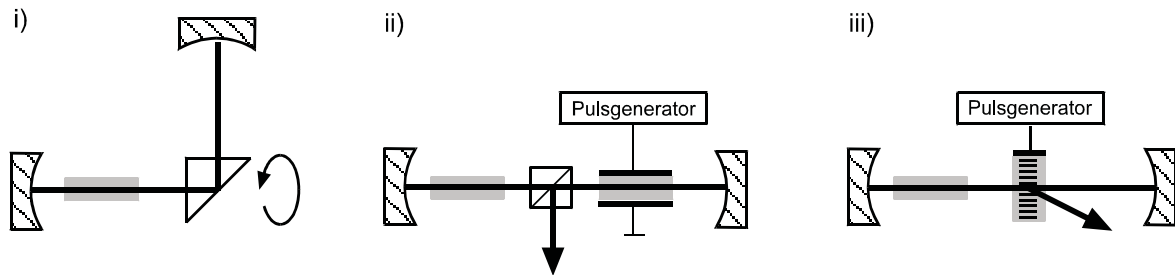 i)
ii)
iii)
Pulsgenerator
Pulsgenerator